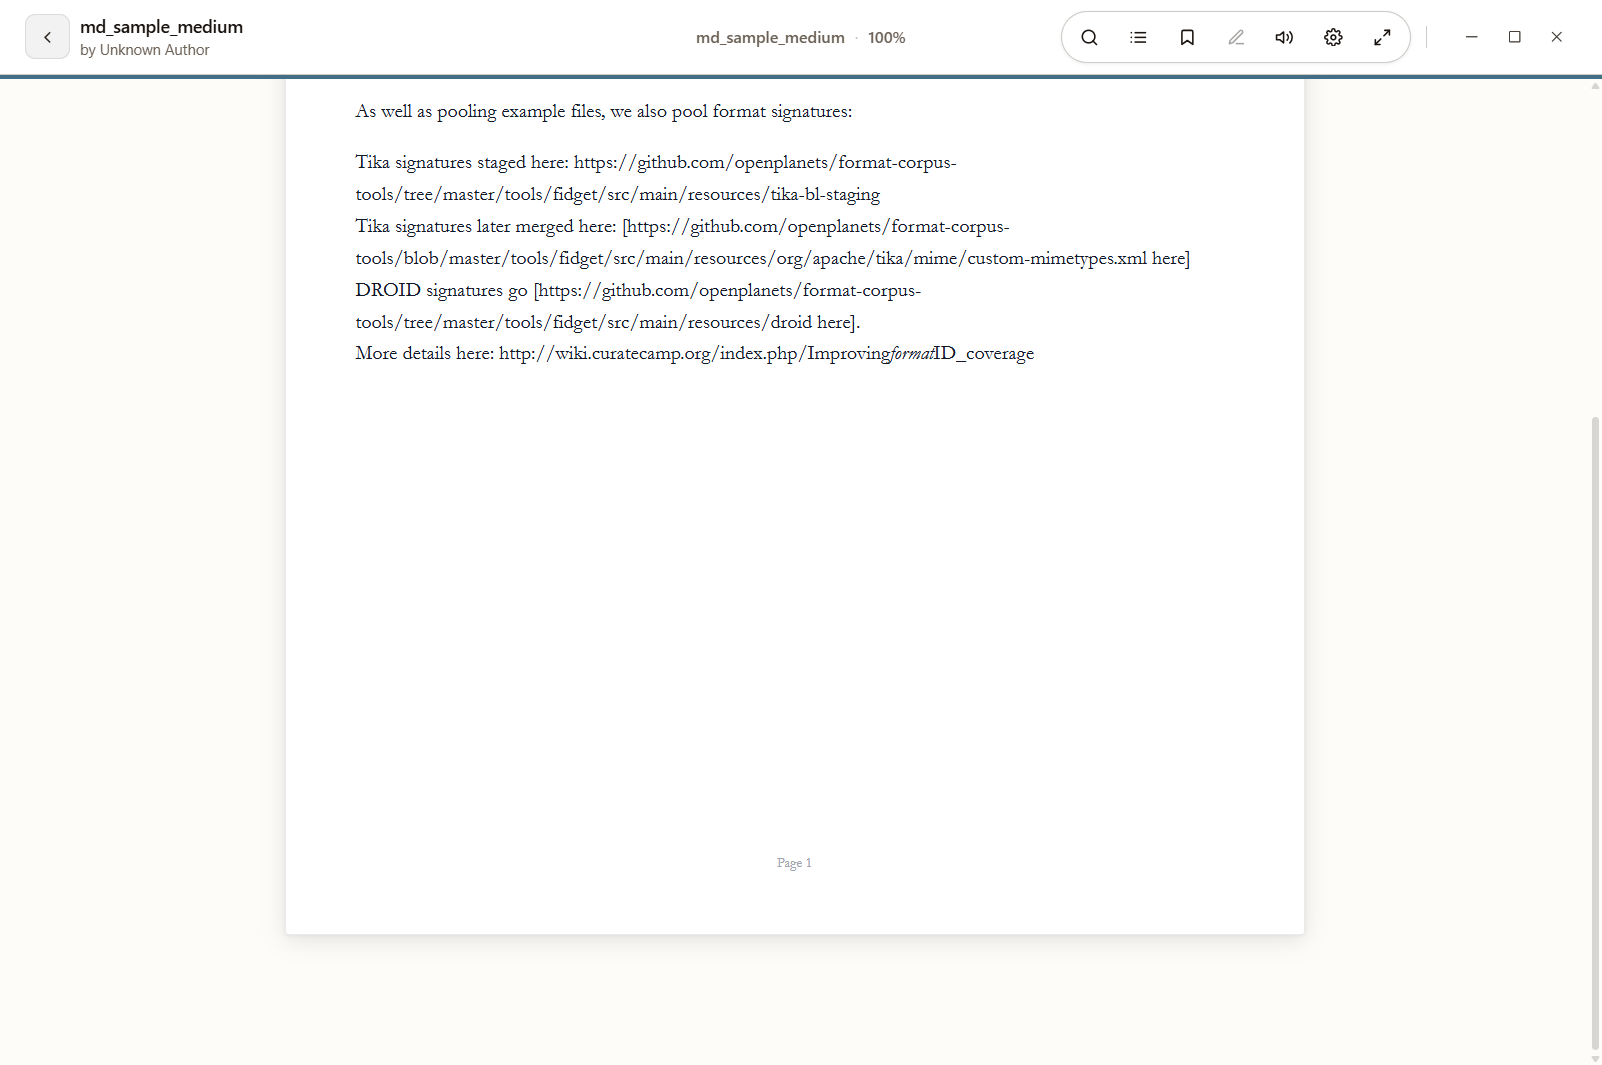 md_sample_medium
by Unknown Author
md_sample_medium · 100%
As well as pooling example files, we also pool format signatures:
Tika signatures staged here: https://github.com/openplanets/format-corpus-
tools/tree/master/tools/fidget/src/main/resources/tika-bl-staging
Tika signatures later merged here: [https://github.com/openplanets/format-corpus-
tools/blob/master/tools/fidget/src/main/resources/org/apache/tika/mime/custom-mimetypes.xml here]
DROID signatures go [https://github.com/openplanets/format-corpus-
tools/tree/master/tools/fidget/src/main/resources/droid here].
More details here: http://wiki.curatecamp.org/index.php/ImprovingformatID_coverage
Page 1